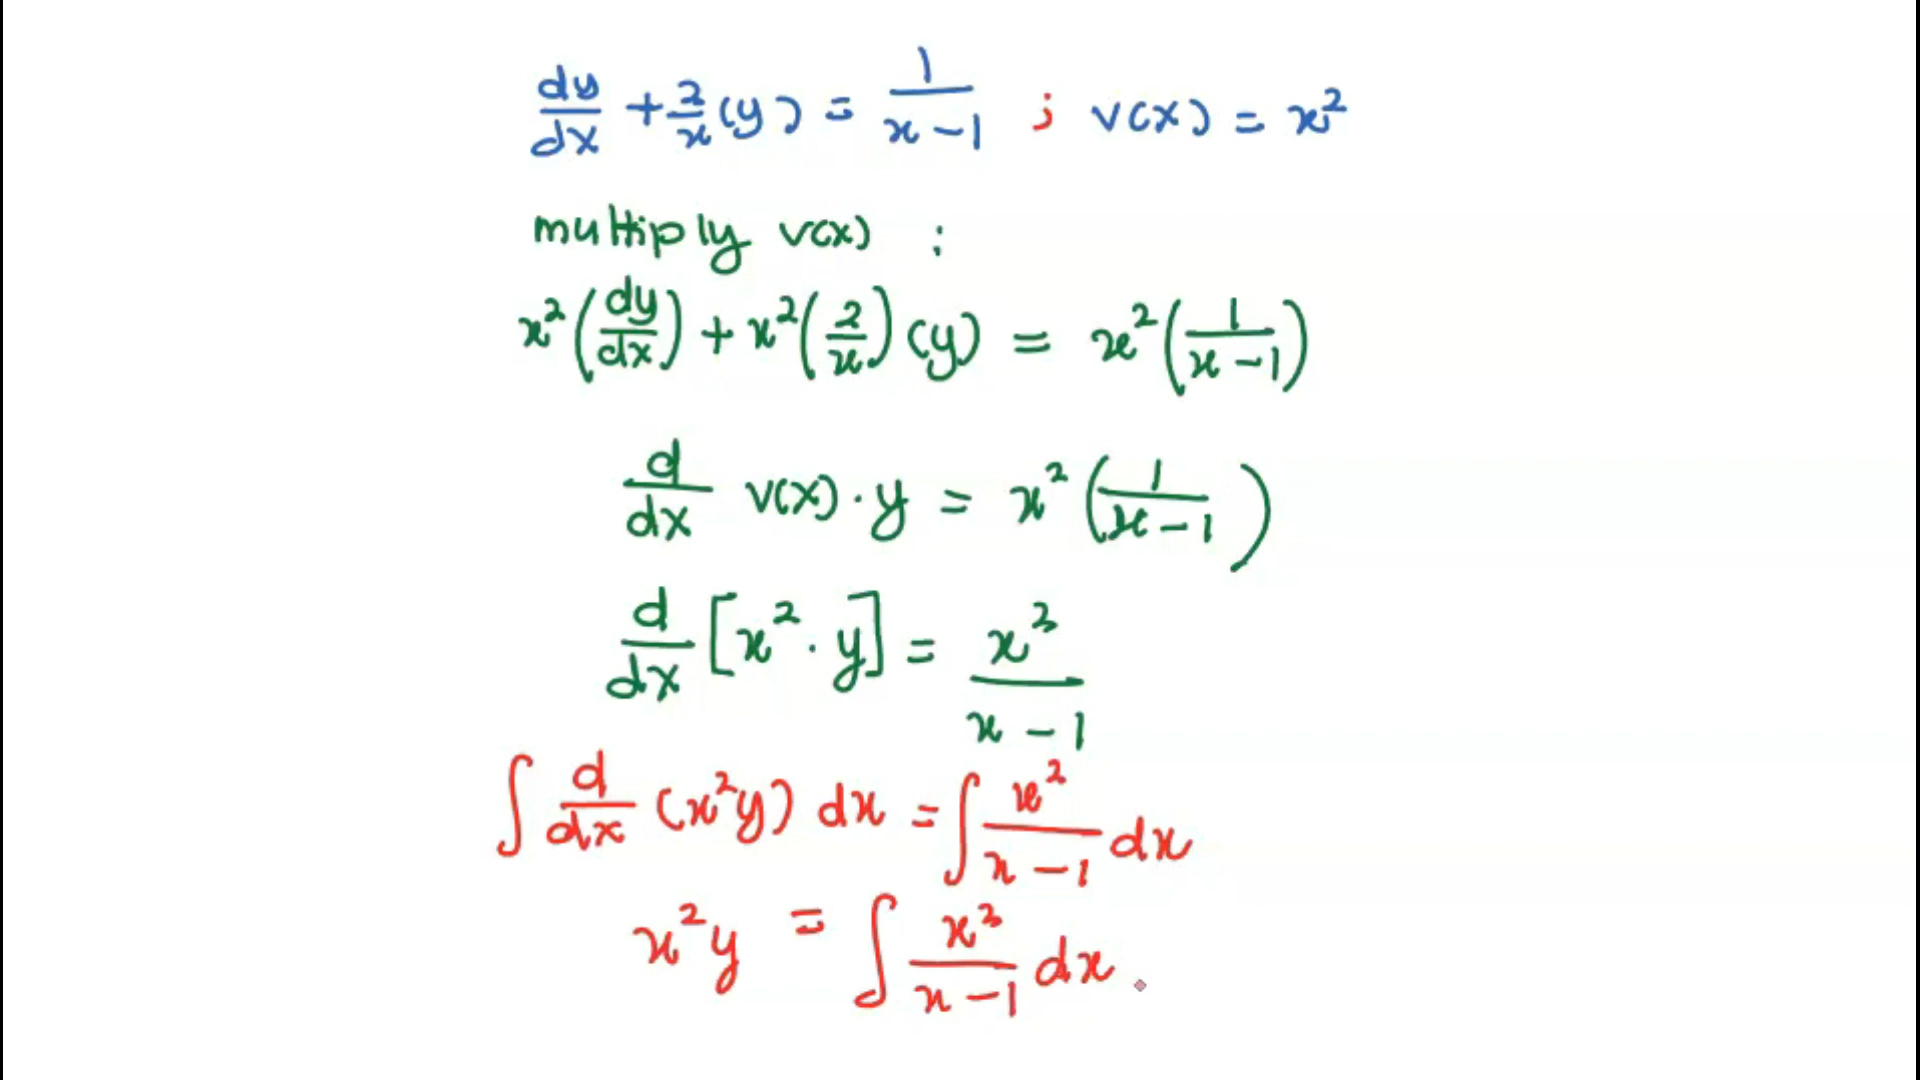 dy/dx + 2/x (y) = 1/(x-1) ; v(x) = x²
multiply v(x) :
x² (dy/dx) + x² (2/x) (y) = x² (1/(x-1))
d/dx v(x) · y = x² (1/(x-1))
d/dx [x² · y] = x³/(x-1)
∫ d/dx (x²y) dx = ∫ x²/(x-1) dx
x²y = ∫ x³/(x-1) dx